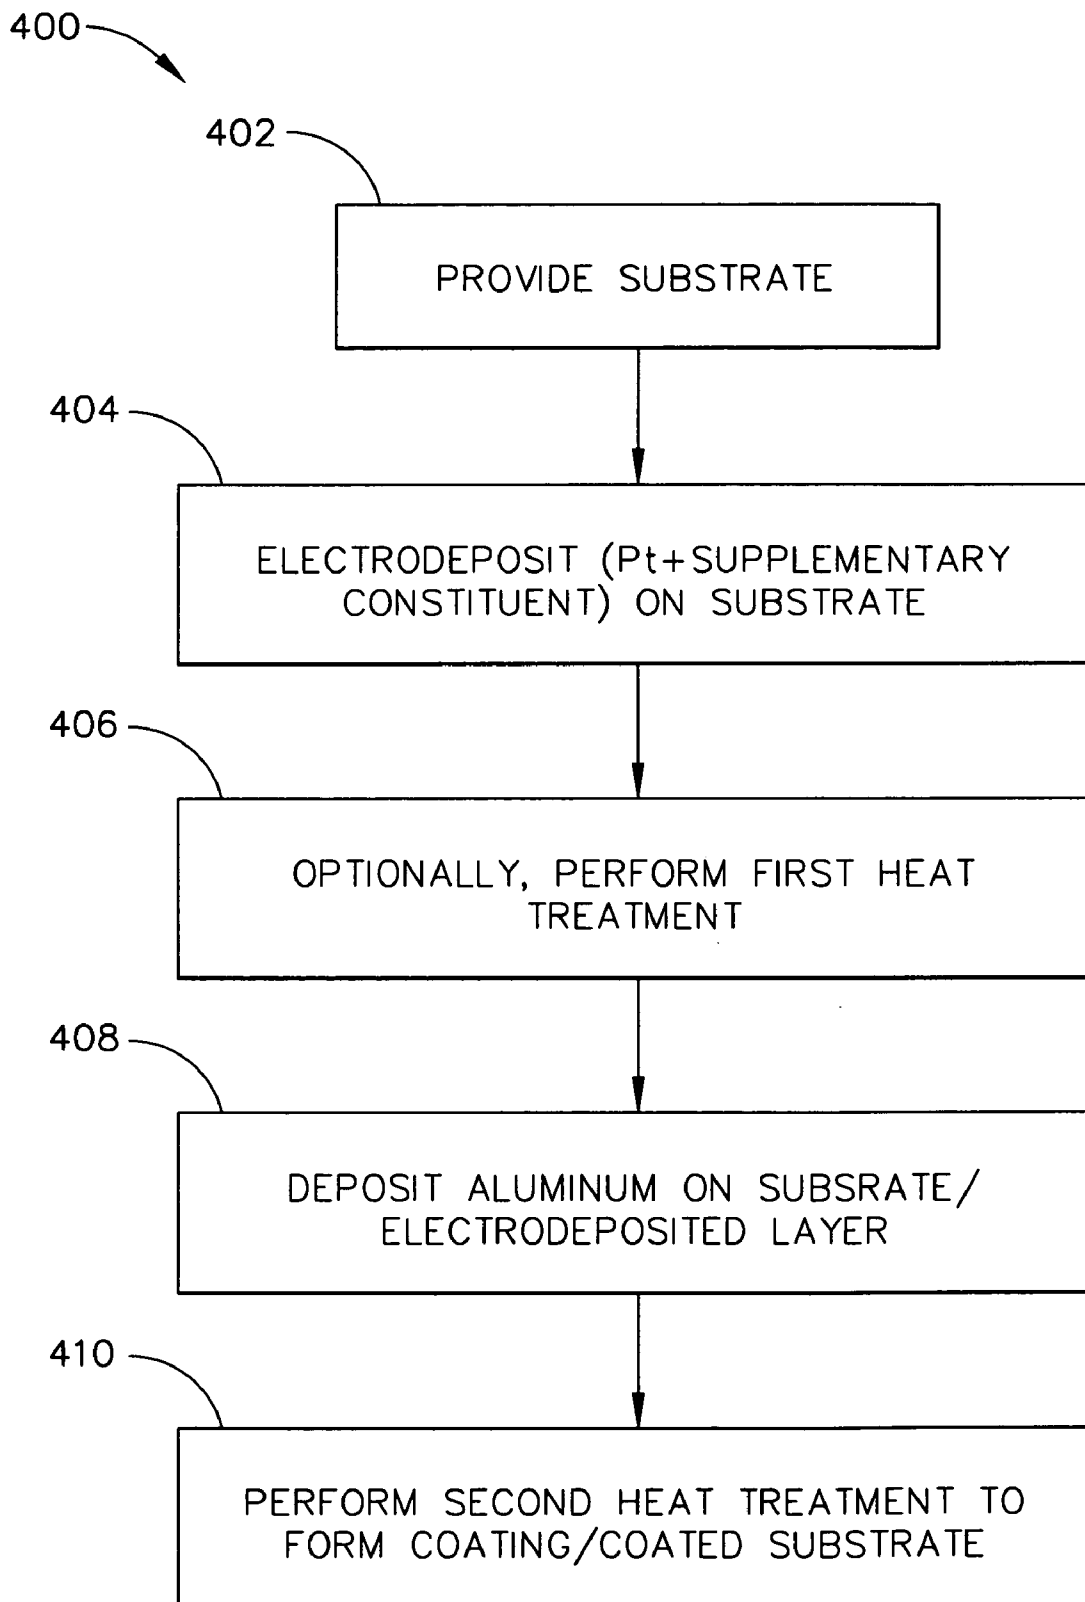 400
402
PROVIDE SUBSTRATE
404
ELECTRODEPOSIT (Pt+SUPPLEMENTARY
CONSTITUENT) ON SUBSTRATE
406
OPTIONALLY, PERFORM FIRST HEAT
TREATMENT
408
DEPOSIT ALUMINUM ON SUBSRATE/
ELECTRODEPOSITED LAYER
410
PERFORM SECOND HEAT TREATMENT TO
FORM COATING/COATED SUBSTRATE